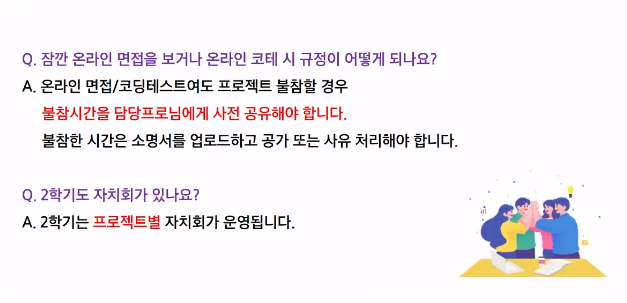 Q. 잠깐 온라인 면접을 보거나 온라인 코테 시 규정이 어떻게 되나요?
A. 온라인 면접/코딩테스트여도 프로젝트 불참할 경우
불참시간을 담당프로님에게 사전 공유해야 합니다.
불참한 시간은 소명서를 업로드하고 공가 또는 사유 처리해야 합니다.
Q. 2학기도 자치회가 있나요?
A. 2학기는 프로젝트별 자치회가 운영됩니다.